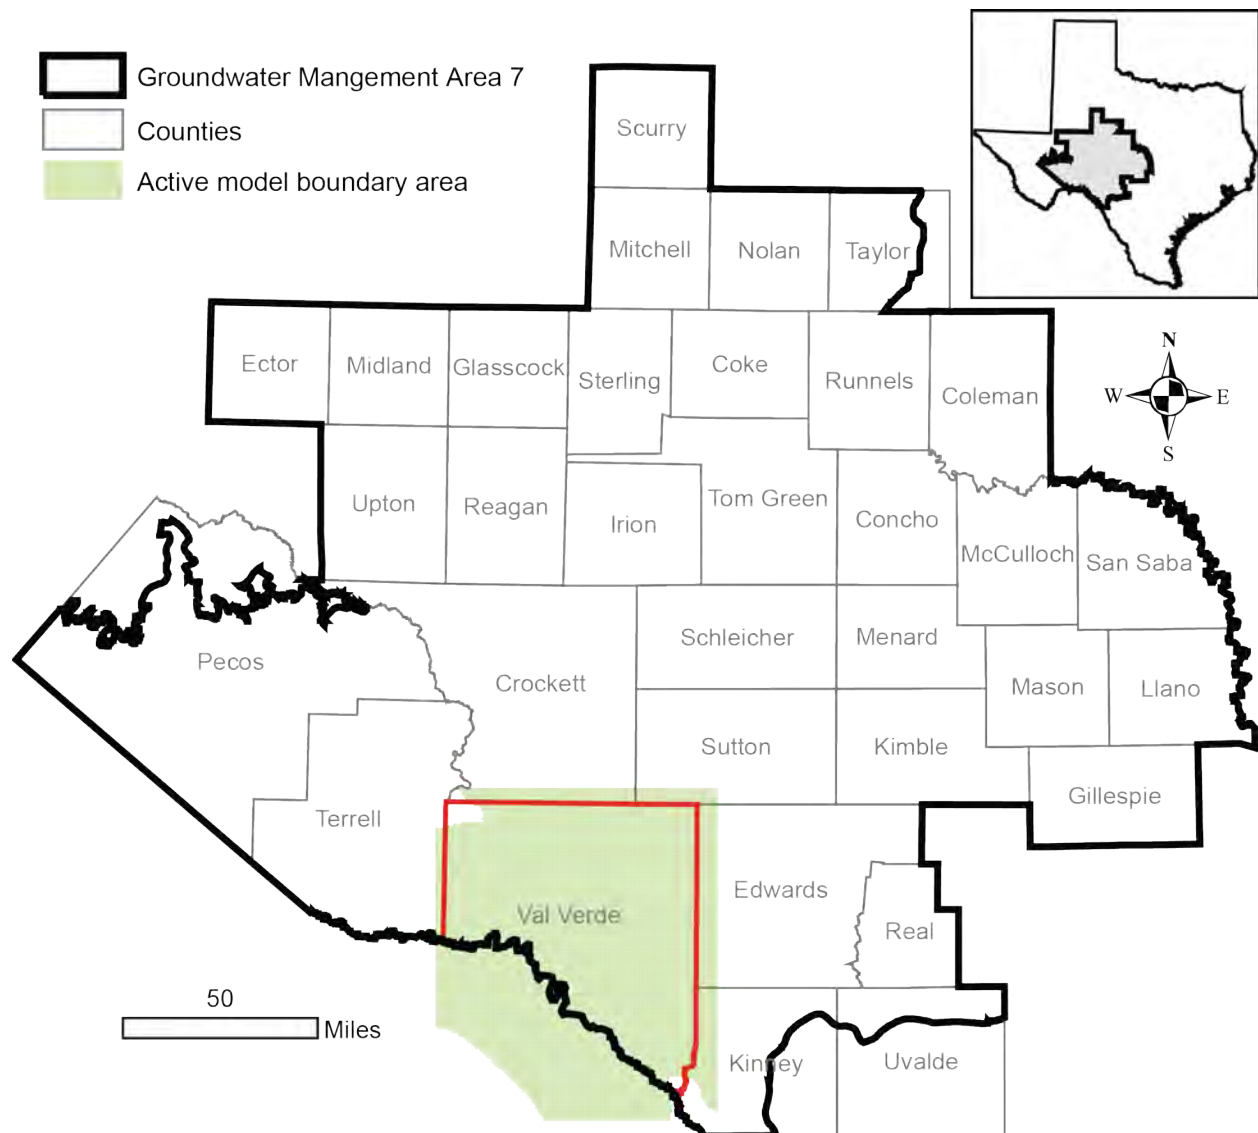 Groundwater Mangement Area 7
Counties
Active model boundary area
Scurry
Mitchell
Nolan
Taylor
Ector
Midland
Glasscock
Sterling
Coke
Runnels
Coleman
N
W
E
S
Upton
Reagan
Irion
Tom Green
Concho
McCulloch
San Saba
Pecos
Crockett
Schleicher
Menard
Mason
Llano
Sutton
Kimble
Gillespie
Terrell
Val Verde
Edwards
Real
50
Miles
Kinney
Uvalde